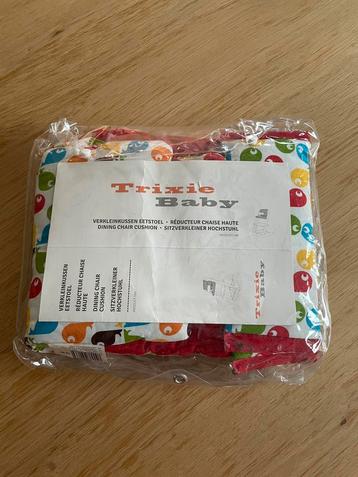 Trixie
Baby
VERKLEINKUSSEN EETSTOEL • RÉDUCTEUR CHAISE HAUTE
DINING CHAIR CUSHION • SITZVERKLEINER HOCHSTUHL
VERKLEINKUSSEN
EETSTOEL
RÉDUCTEUR CHAISE
HAUTE
DINING CHAIR
CUSHION
SITZVERKLEINER
HOCHSTUHL
Trixie
Baby